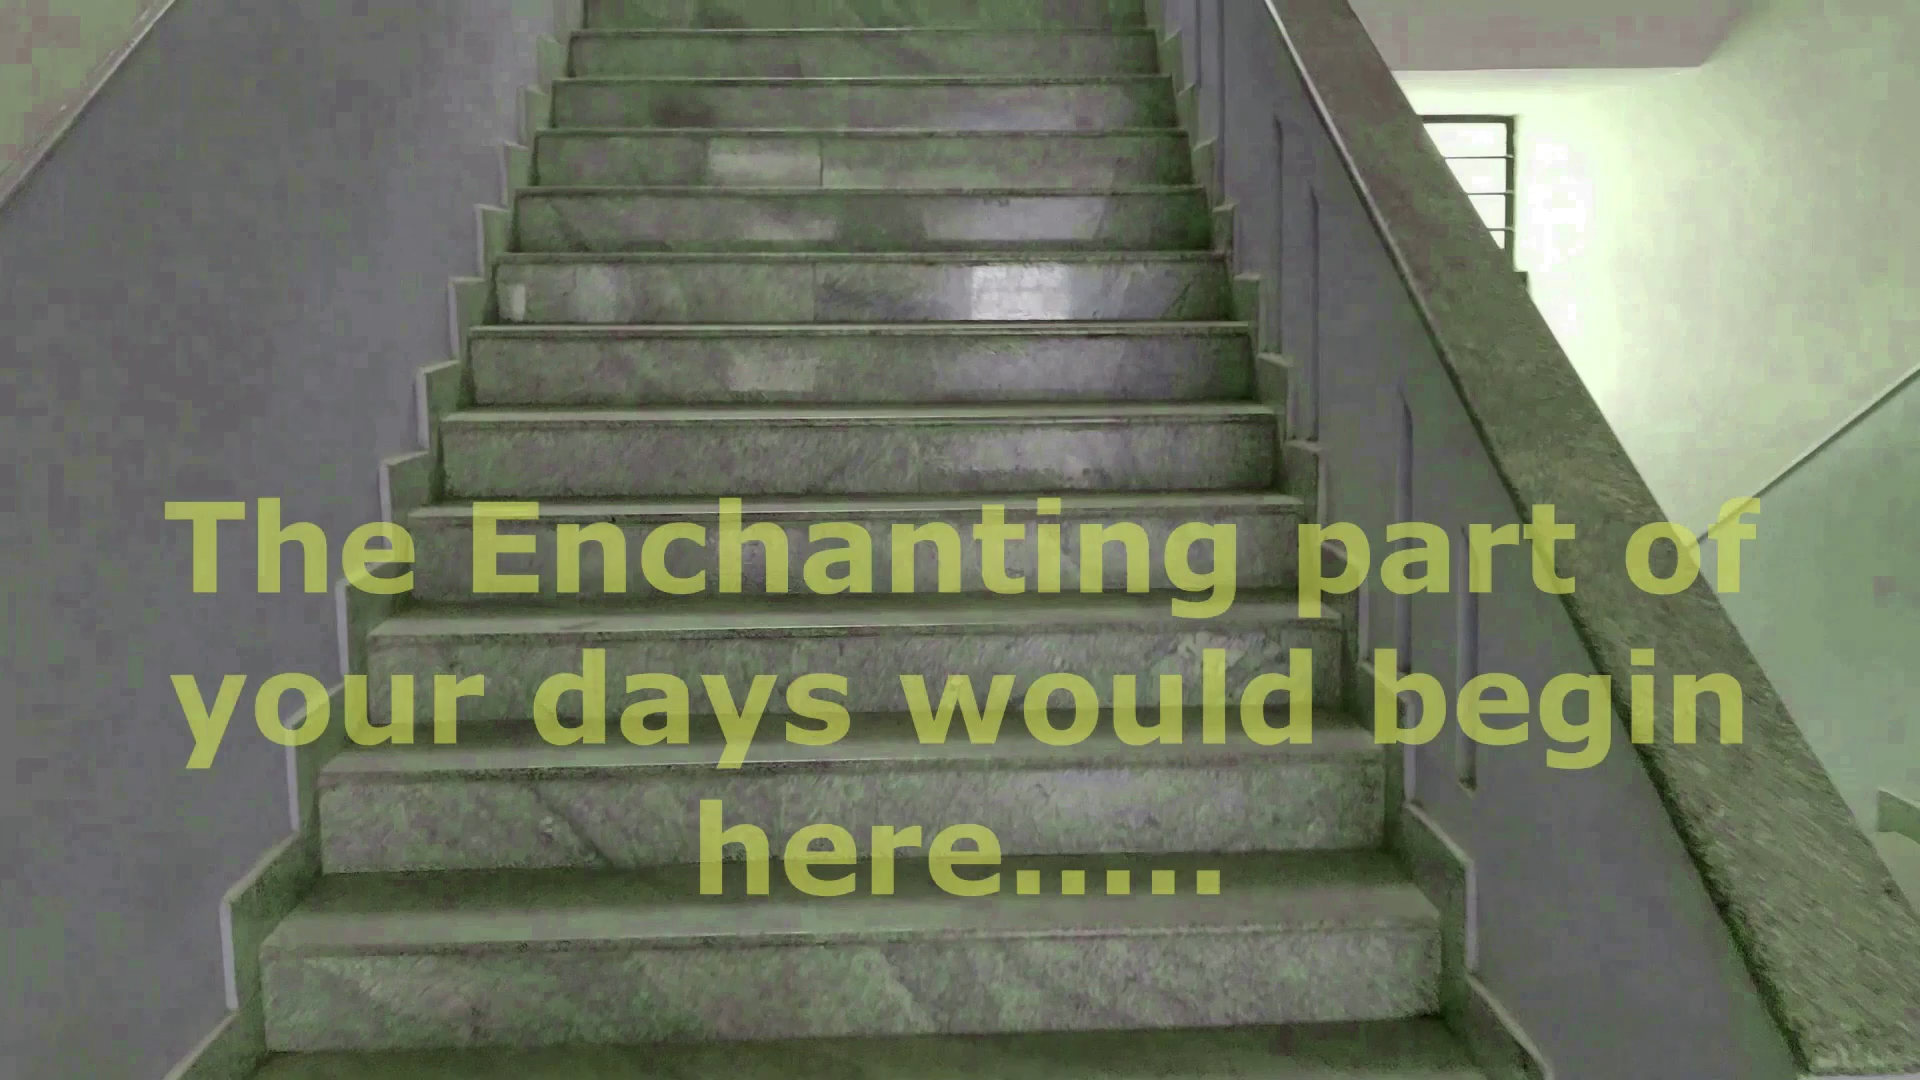 The Enchanting part of
your days would begin
here.....